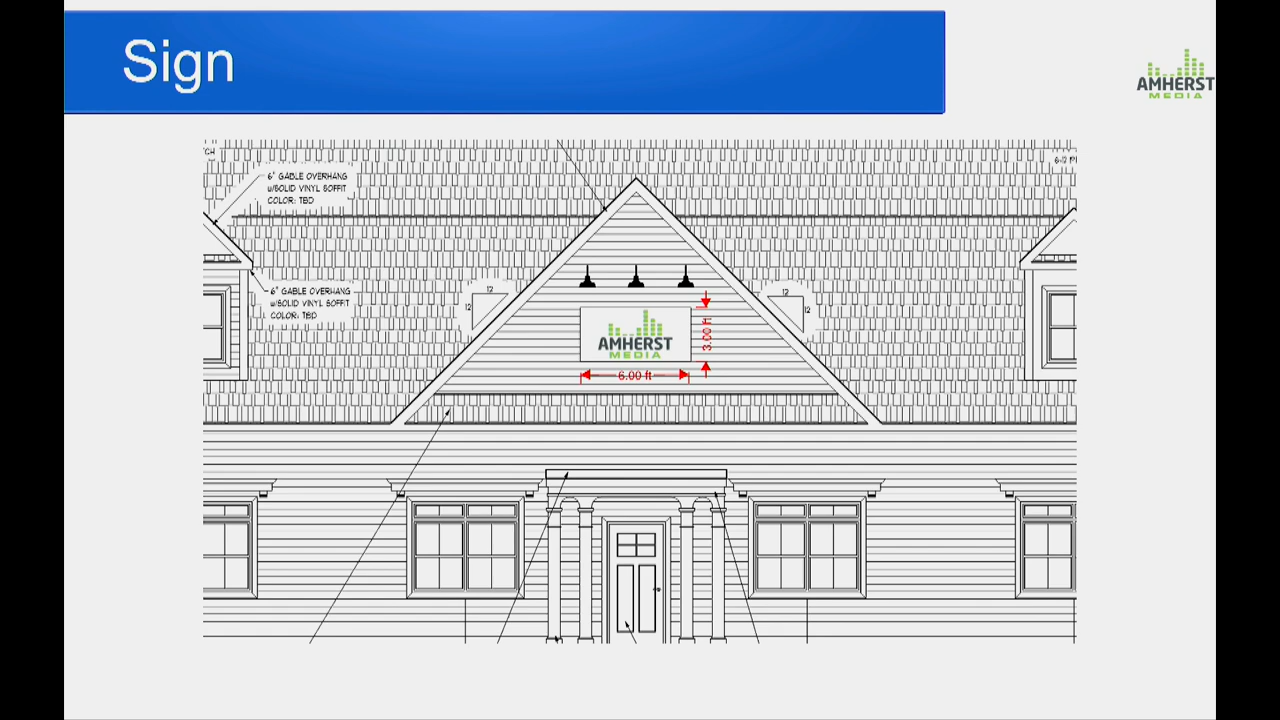 Sign
AMHERST
MEDIA
CH
6" GABLE OVERHANG
w/SOLID VINYL SOFFIT
COLOR: TBD
12
12
6" GABLE OVERHANG
w/SOLID VINYL SOFFIT
COLOR: TBD
12
12
AMHERST
MEDIA
3.00 ft
6.00 ft